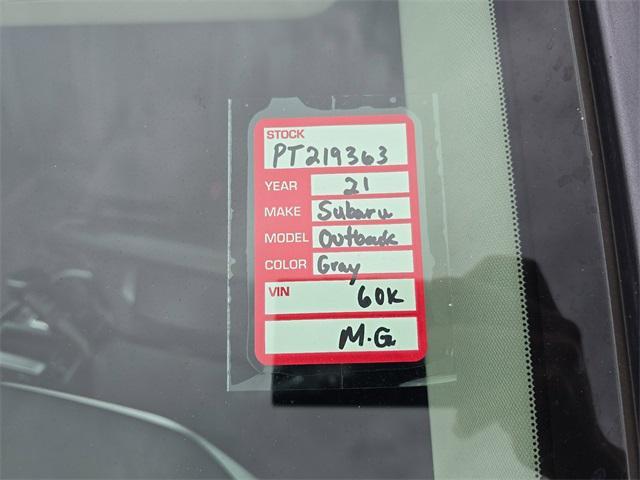 STOCK
PT219363
YEAR 21
MAKE Subaru
MODEL Outback
COLOR Gray
VIN 60K
M.G